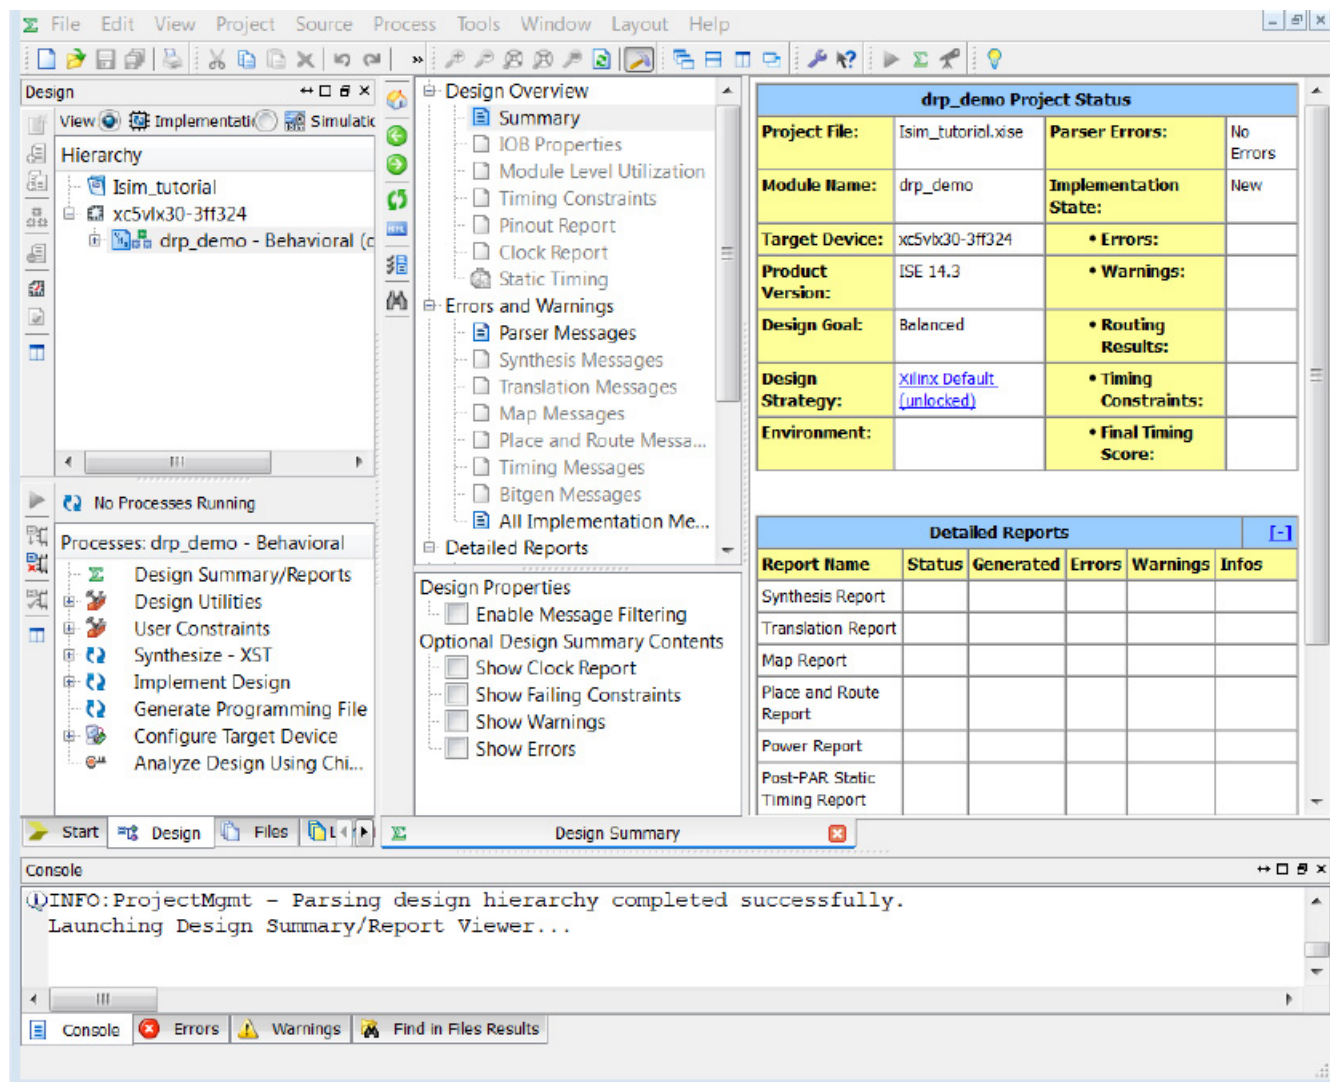 File Edit View Project Source Process Tools Window Layout Help
Design
View Implementati Simulatic
Hierarchy
Isim_tutorial
xc5vlx30-3ff324
drp_demo - Behavioral (c
No Processes Running
Processes: drp_demo - Behavioral
Design Summary/Reports
Design Utilities
User Constraints
Synthesize - XST
Implement Design
Generate Programming File
Configure Target Device
Analyze Design Using Chi...
Start Design Files L
Design Overview
Summary
IOB Properties
Module Level Utilization
Timing Constraints
Pinout Report
Clock Report
Static Timing
Errors and Warnings
Parser Messages
Synthesis Messages
Translation Messages
Map Messages
Place and Route Messa...
Timing Messages
Bitgen Messages
All Implementation Me...
Detailed Reports
Design Properties
Enable Message Filtering
Optional Design Summary Contents
Show Clock Report
Show Failing Constraints
Show Warnings
Show Errors
Design Summary
drp_demo Project Status
Project File: Isim_tutorial.xise Parser Errors: No
Errors
Module Name: drp_demo Implementation New
State:
Target Device: xc5vlx30-3ff324 • Errors:
Product ISE 14.3 • Warnings:
Version:
Design Goal: Balanced • Routing
Results:
Design Xilinx Default • Timing
Strategy: (unlocked) Constraints:
Environment: • Final Timing
Score:
Detailed Reports [-]
Report Name Status Generated Errors Warnings Infos
Synthesis Report
Translation Report
Map Report
Place and Route
Report
Power Report
Post-PAR Static
Timing Report
Console
INFO:ProjectMgmt - Parsing design hierarchy completed successfully.
Launching Design Summary/Report Viewer...
Console Errors Warnings Find in Files Results